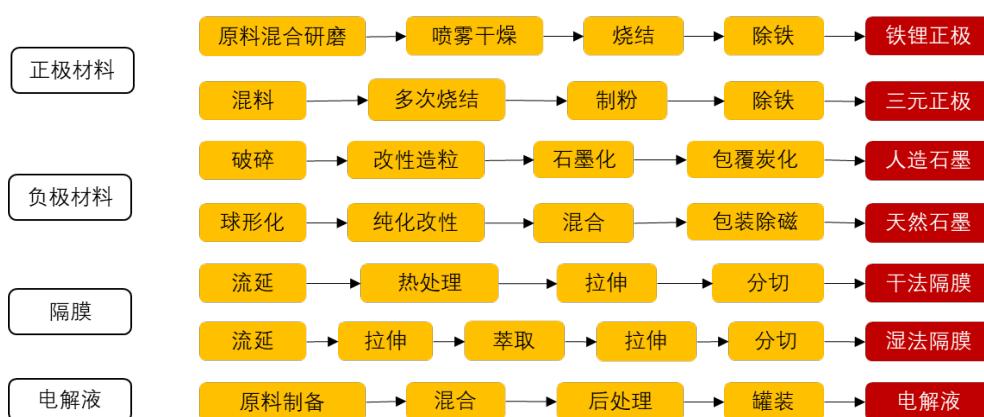 正极材料
原料混合研磨
喷雾干燥
烧结
除铁
铁锂正极
混料
多次烧结
制粉
除铁
三元正极
负极材料
破碎
改性造粒
石墨化
包覆炭化
人造石墨
球形化
纯化改性
混合
包装除磁
天然石墨
隔膜
流延
热处理
拉伸
分切
干法隔膜
流延
拉伸
萃取
拉伸
分切
湿法隔膜
电解液
原料制备
混合
后处理
罐装
电解液